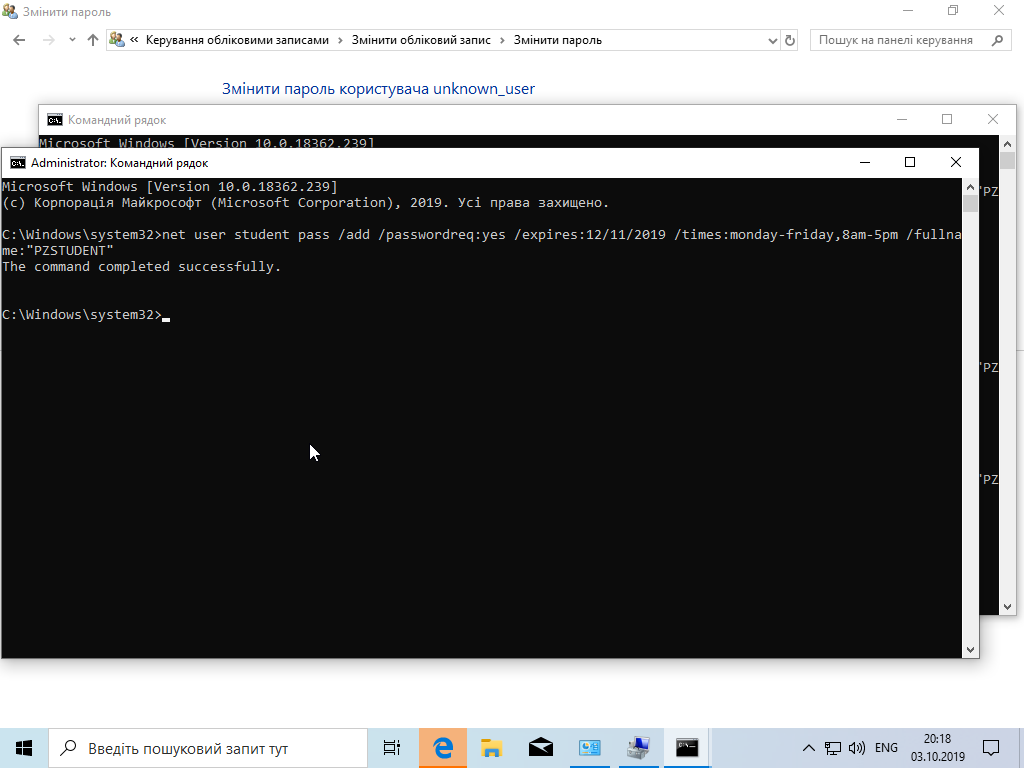 Змінити пароль
« Керування обліковими записами > Змінити обліковий запис > Змінити пароль
Пошук на панелі керування
Змінити пароль користувача unknown_user
Командний рядок
Microsoft Windows [Version 10.0.18362.239]
Administrator: Командний рядок
Microsoft Windows [Version 10.0.18362.239]
(c) Корпорація Майкрософт (Microsoft Corporation), 2019. Усі права захищено.
"PZ
C:\Windows\system32>net user student pass /add /passwordreq:yes /expires:12/11/2019 /times:monday-friday,8am-5pm /fullna
me:"PZSTUDENT"
The command completed successfully.
C:\Windows\system32>
"PZ
"PZ
Введіть пошуковий запит тут
ENG
20:18
03.10.2019